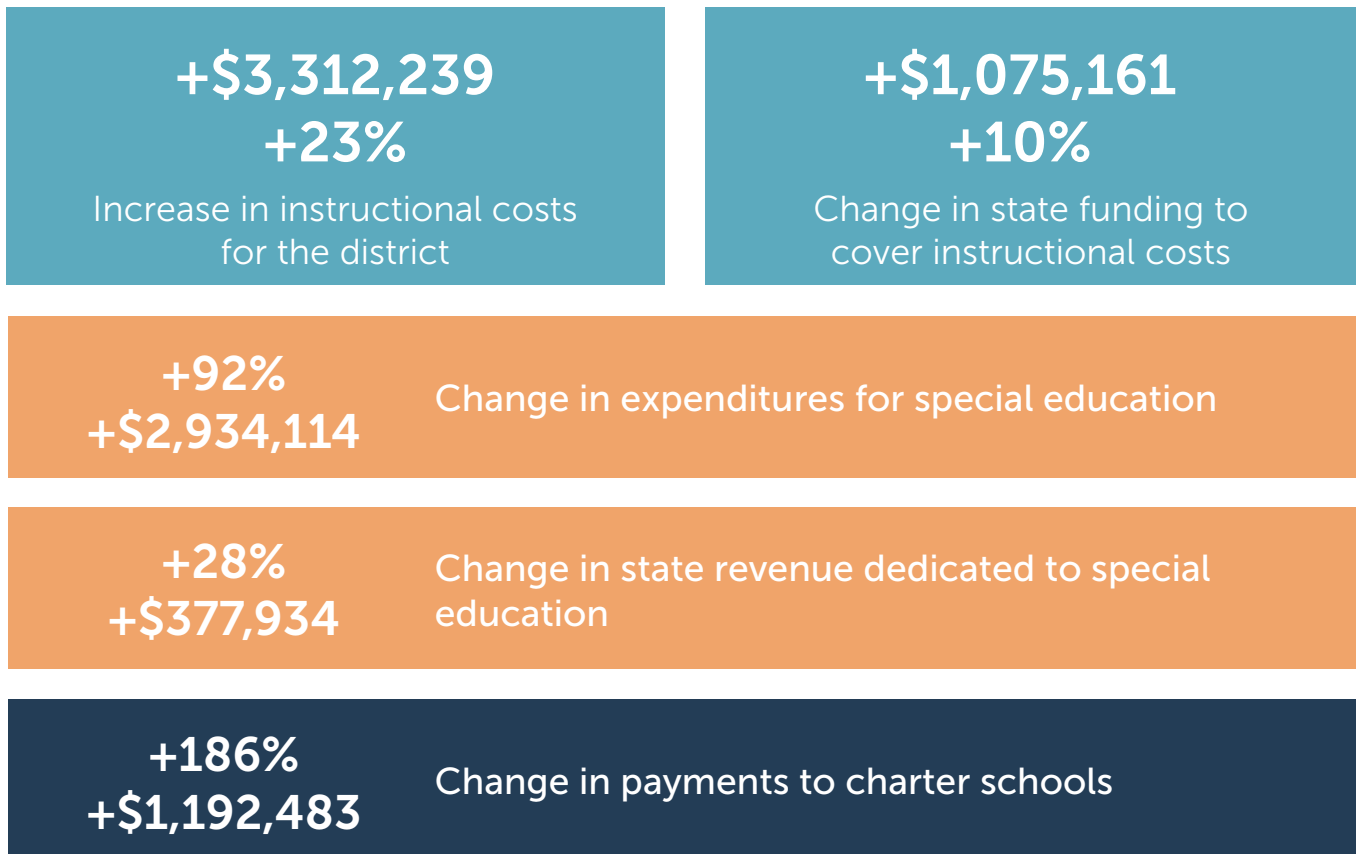 +$3,312,239
+23%
Increase in instructional costs
for the district
+$1,075,161
+10%
Change in state funding to
cover instructional costs
+92%
+$2,934,114
Change in expenditures for special education
+28%
+$377,934
Change in state revenue dedicated to special
education
+186%
+$1,192,483
Change in payments to charter schools